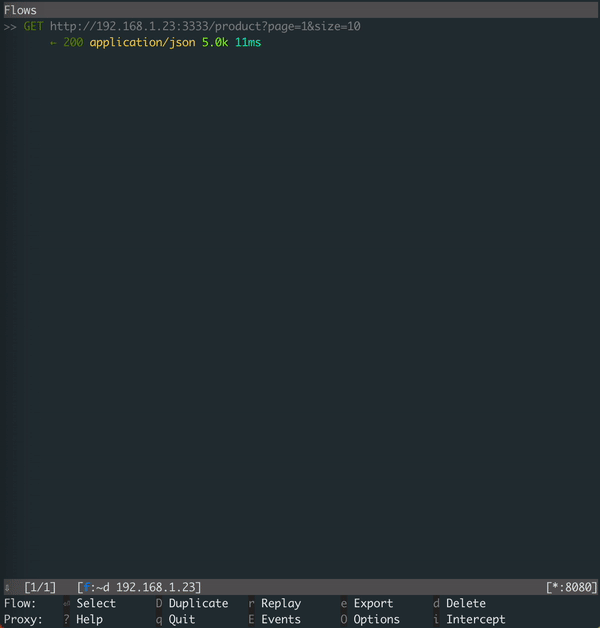 Flows
>> GET http://192.168.1.23:3333/product?page=1&size=10
← 200 application/json 5.0k 11ms
⇩ [1/1] [f:~d 192.168.1.23] [*:8080]
Flow: ⏎ Select D Duplicate r Replay e Export d Delete
Proxy: ? Help q Quit E Events O Options i Intercept